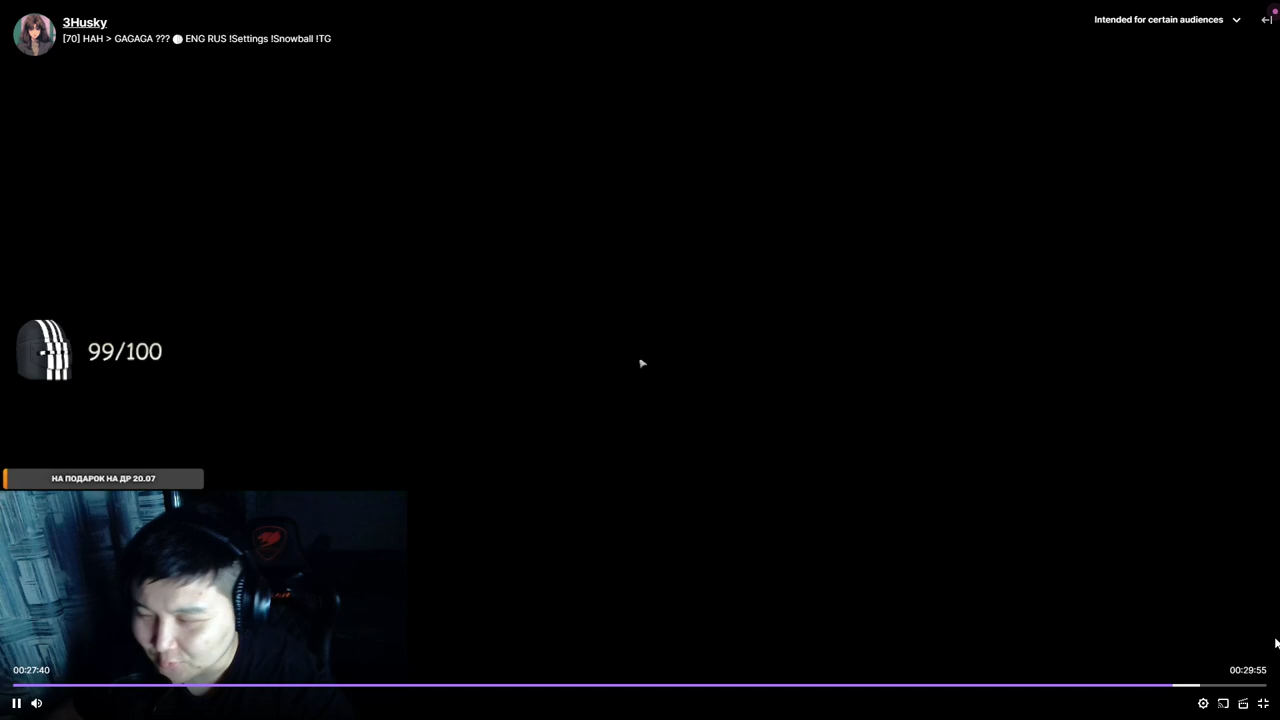 3Husky
Intended for certain audiences
[70] HAH > GAGAGA ??? ENG RUS !Settings !Snowball !TG
99/100
НА ПОДАРОК НА ДР 20.07
00:27:40
00:29:55